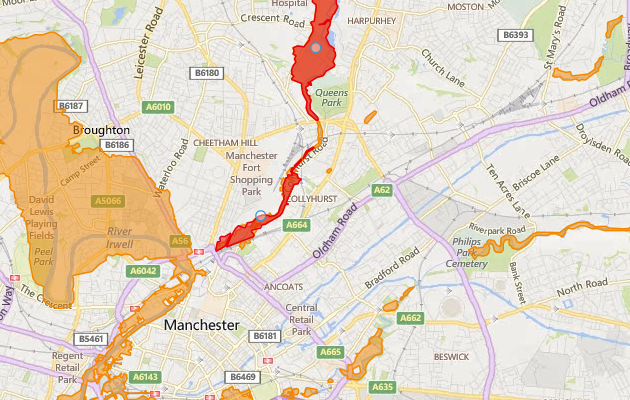 Hospital
HARPURHEY
MOSTON
Crescent Road
B6393
Leicester Road
St Mary's Road
Broadway
Church Lane
B6180
Queens
Park
B6187
A6010
Oldham Road
Broughton
B6186
CHEETHAM HILL
Droylsden Road
Manchester
Fort
Shopping
Park
Camp Street
Waterloo Road
Briscoe Lane
Ten Acres Lane
A62
David
Lewis
Playing
Fields
A5066
COLLYHURST
A664
Oldham Road
River
Irwell
Peel
Park
A56
Riverpark Road
Philips
Park
Cemetery
A6042
Bradford Road
Bank Street
The Crescent
ANCOATS
North Road
Central
Retail
Park
A662
Manchester
B5461
B6181
Regent
Retail
Park
A665
BESWICK
A6143
B6469
A635